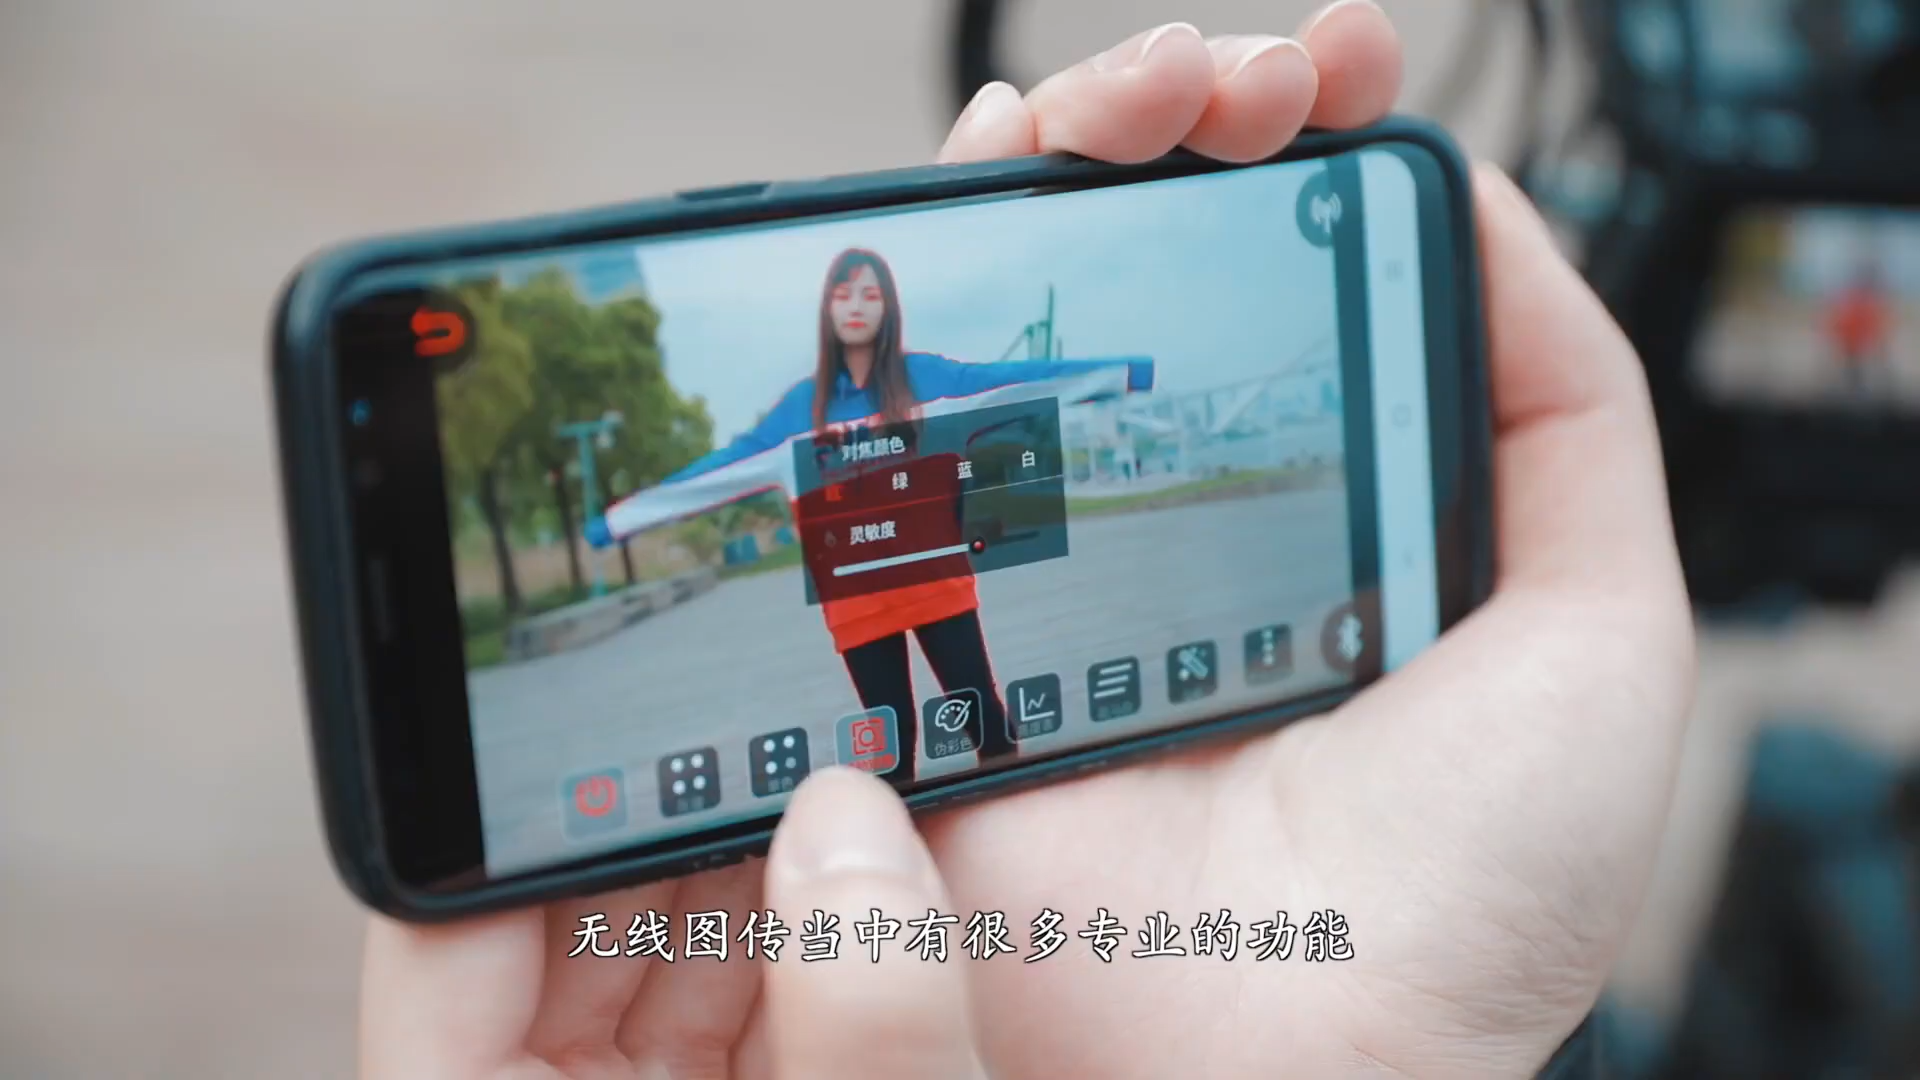 对焦颜色
红 绿 蓝 白
灵敏度
伪彩色
无线图传当中有很多专业的功能